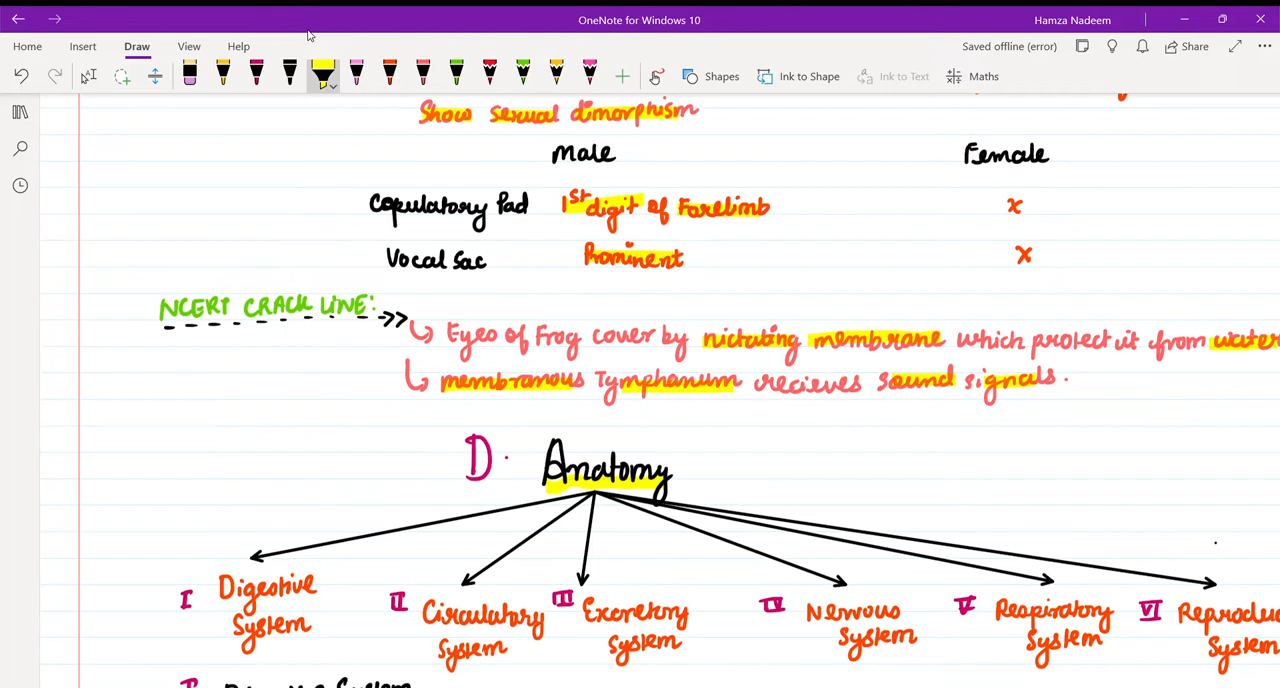 OneNote for Windows 10
Hamza Nadeem
Home Insert Draw View Help
Saved offline (error)
Share
Shapes
Ink to Shape
Ink to Text
Maths
Show sexual dimorphism
Male Female
Copulatory Pad 1st digit of Forelimb x
Vocal Sac Prominent x
NCERT CRACK LINE:
Eyes of Frog cover by nictating membrane which protect it from water
membranous Tymphanum recieves sound signals.
D. Anatomy
I Digestive System
II Circulatory System
III Excretory System
IV Nervous System
V Respiratory System
VI Reprodu
System